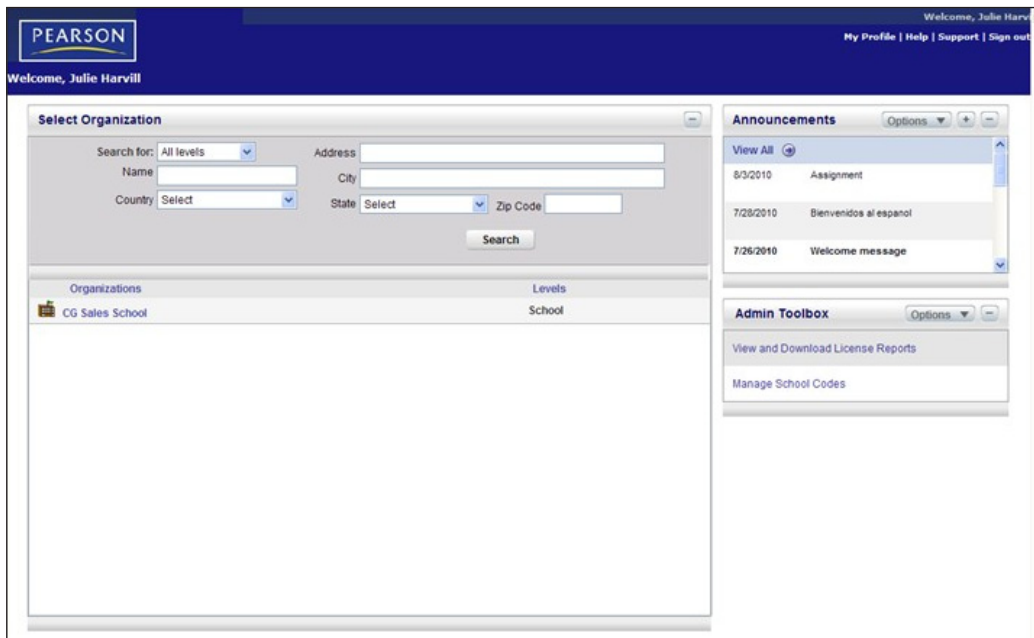 Welcome, Julie Harvi
PEARSON
My Profile | Help | Support | Sign out
Welcome, Julie Harvill
Select Organization
Search for: All levels
Address
Name
City
Country Select
State Select
Zip Code
Search
Organizations Levels
CG Sales School School
Announcements Options
View All
8/3/2010 Assignment
7/28/2010 Bienvenidos al espanol
7/26/2010 Welcome message
Admin Toolbox Options
View and Download License Reports
Manage School Codes